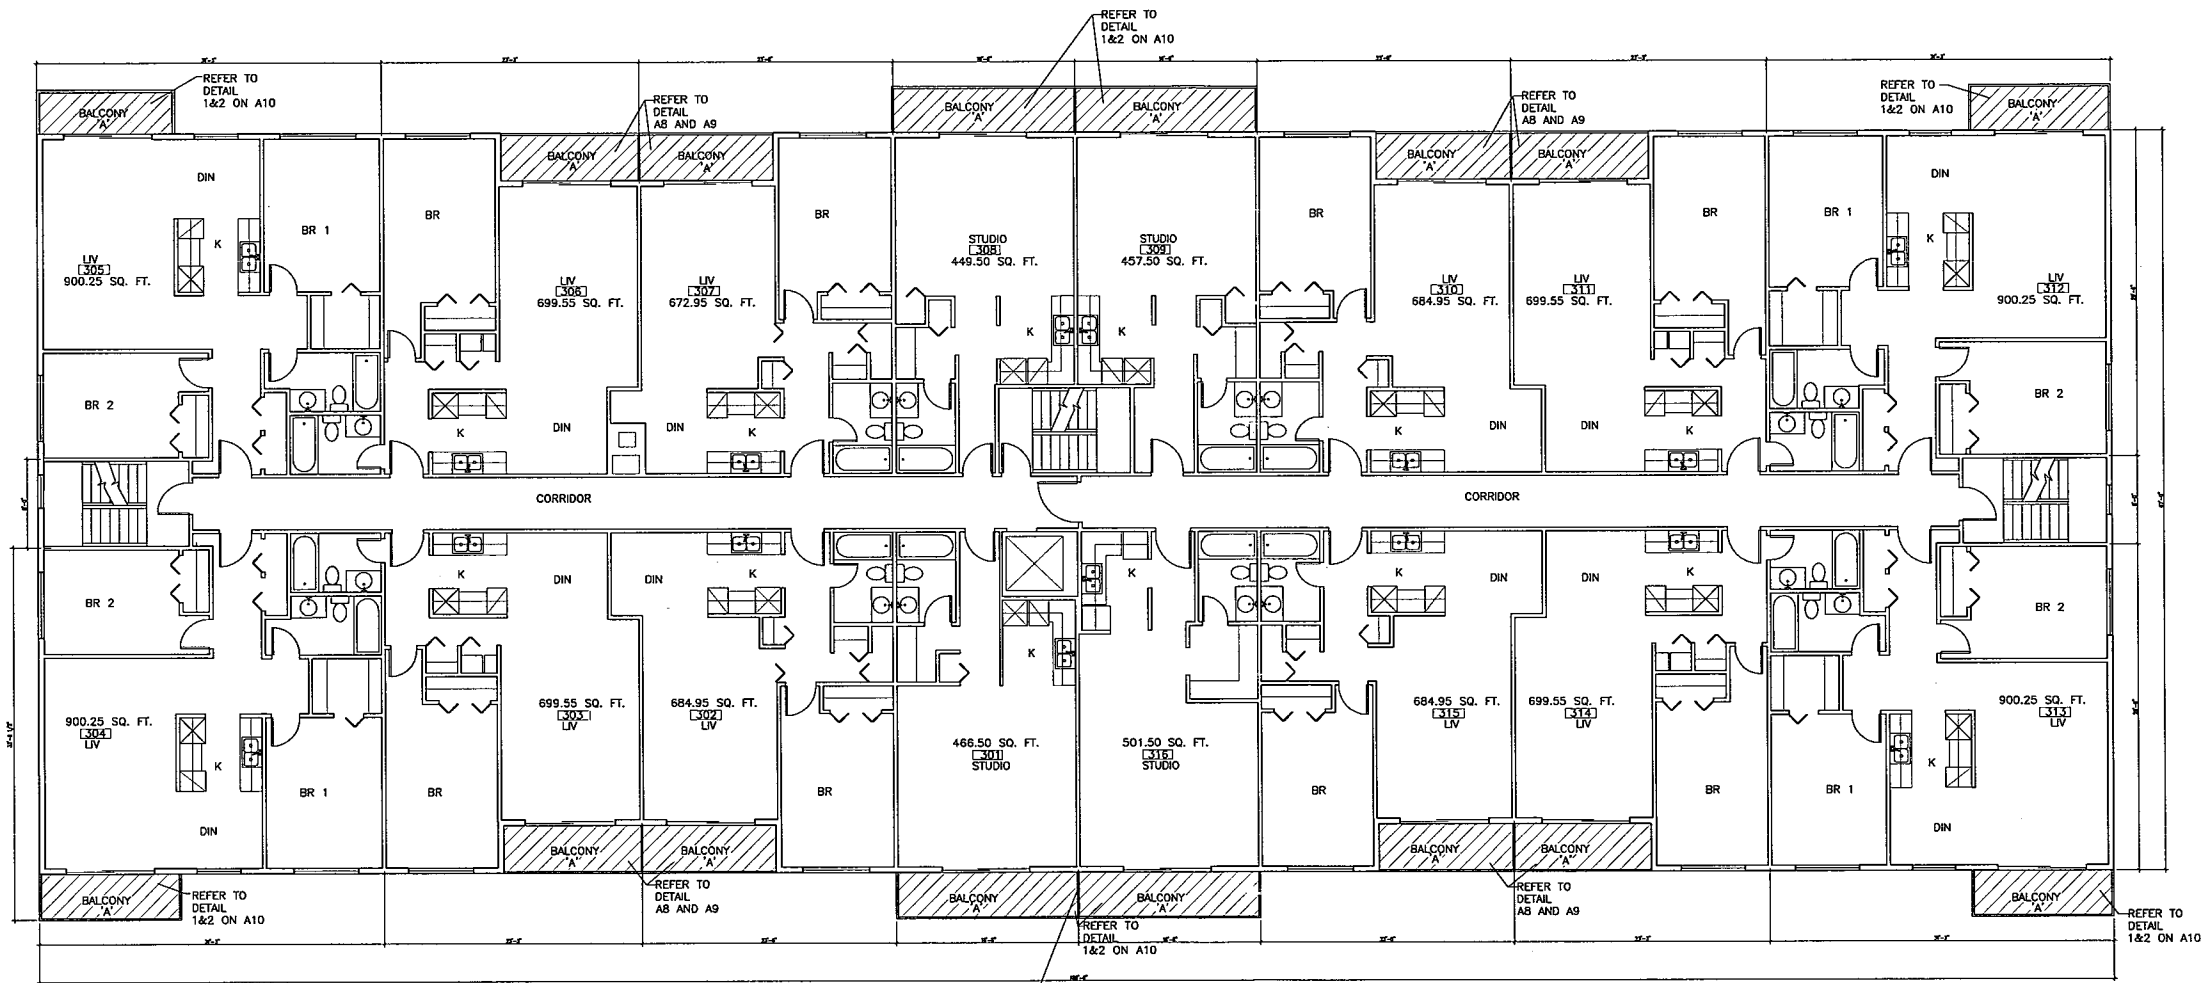 REFER TO
DETAIL
1&2 ON A10
REFER TO
DETAIL
1&2 ON A10
REFER TO
DETAIL
A8 AND A9
REFER TO
DETAIL
A8 AND A9
REFER TO
DETAIL
1&2 ON A10
BALCONY
'A'
BALCONY
'A'
BALCONY
'A'
BALCONY
'A'
BALCONY
'A'
BALCONY
'A'
BALCONY
'A'
BALCONY
'A'
DIN
K
BR 1
LIV
305
900.25 SQ. FT.
BR 2
BR
LIV
306
699.55 SQ. FT.
K
DIN
LIV
307
672.95 SQ. FT.
DIN
K
BR
STUDIO
308
449.50 SQ. FT.
K
STUDIO
309
457.50 SQ. FT.
K
BR
LIV
310
684.95 SQ. FT.
K
DIN
LIV
311
699.55 SQ. FT.
DIN
K
BR
BR 1
DIN
K
LIV
312
900.25 SQ. FT.
BR 2
CORRIDOR
CORRIDOR
BR 2
900.25 SQ. FT.
304
LIV
K
DIN
BR 1
K
DIN
699.55 SQ. FT.
303
LIV
BR
DIN
K
684.95 SQ. FT.
302
LIV
BR
K
466.50 SQ. FT.
301
STUDIO
K
501.50 SQ. FT.
316
STUDIO
BR
K
DIN
684.95 SQ. FT.
315
LIV
DIN
K
699.55 SQ. FT.
314
LIV
BR
BR 1
BR 2
900.25 SQ. FT.
313
LIV
K
DIN
BALCONY
'A'
BALCONY
'A'
BALCONY
'A'
BALCONY
'A'
BALCONY
'A'
BALCONY
'A'
BALCONY
'A'
BALCONY
'A'
REFER TO
DETAIL
1&2 ON A10
REFER TO
DETAIL
A8 AND A9
REFER TO
DETAIL
1&2 ON A10
REFER TO
DETAIL
A8 AND A9
REFER TO
DETAIL
1&2 ON A10